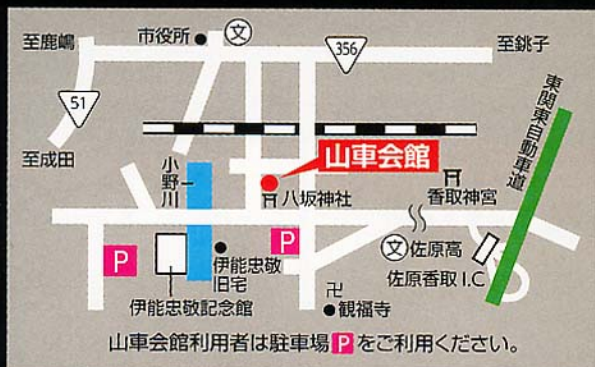 至鹿嶋
市役所
文
356
至銚子
51
東関東自動車道
至成田
小野川
山車会館
八坂神社
香取神宮
P
P
伊能忠敬
旧宅
文佐原高
佐原香取I.C
伊能忠敬記念館
卍
観福寺
山車会館利用者は駐車場Pをご利用ください。